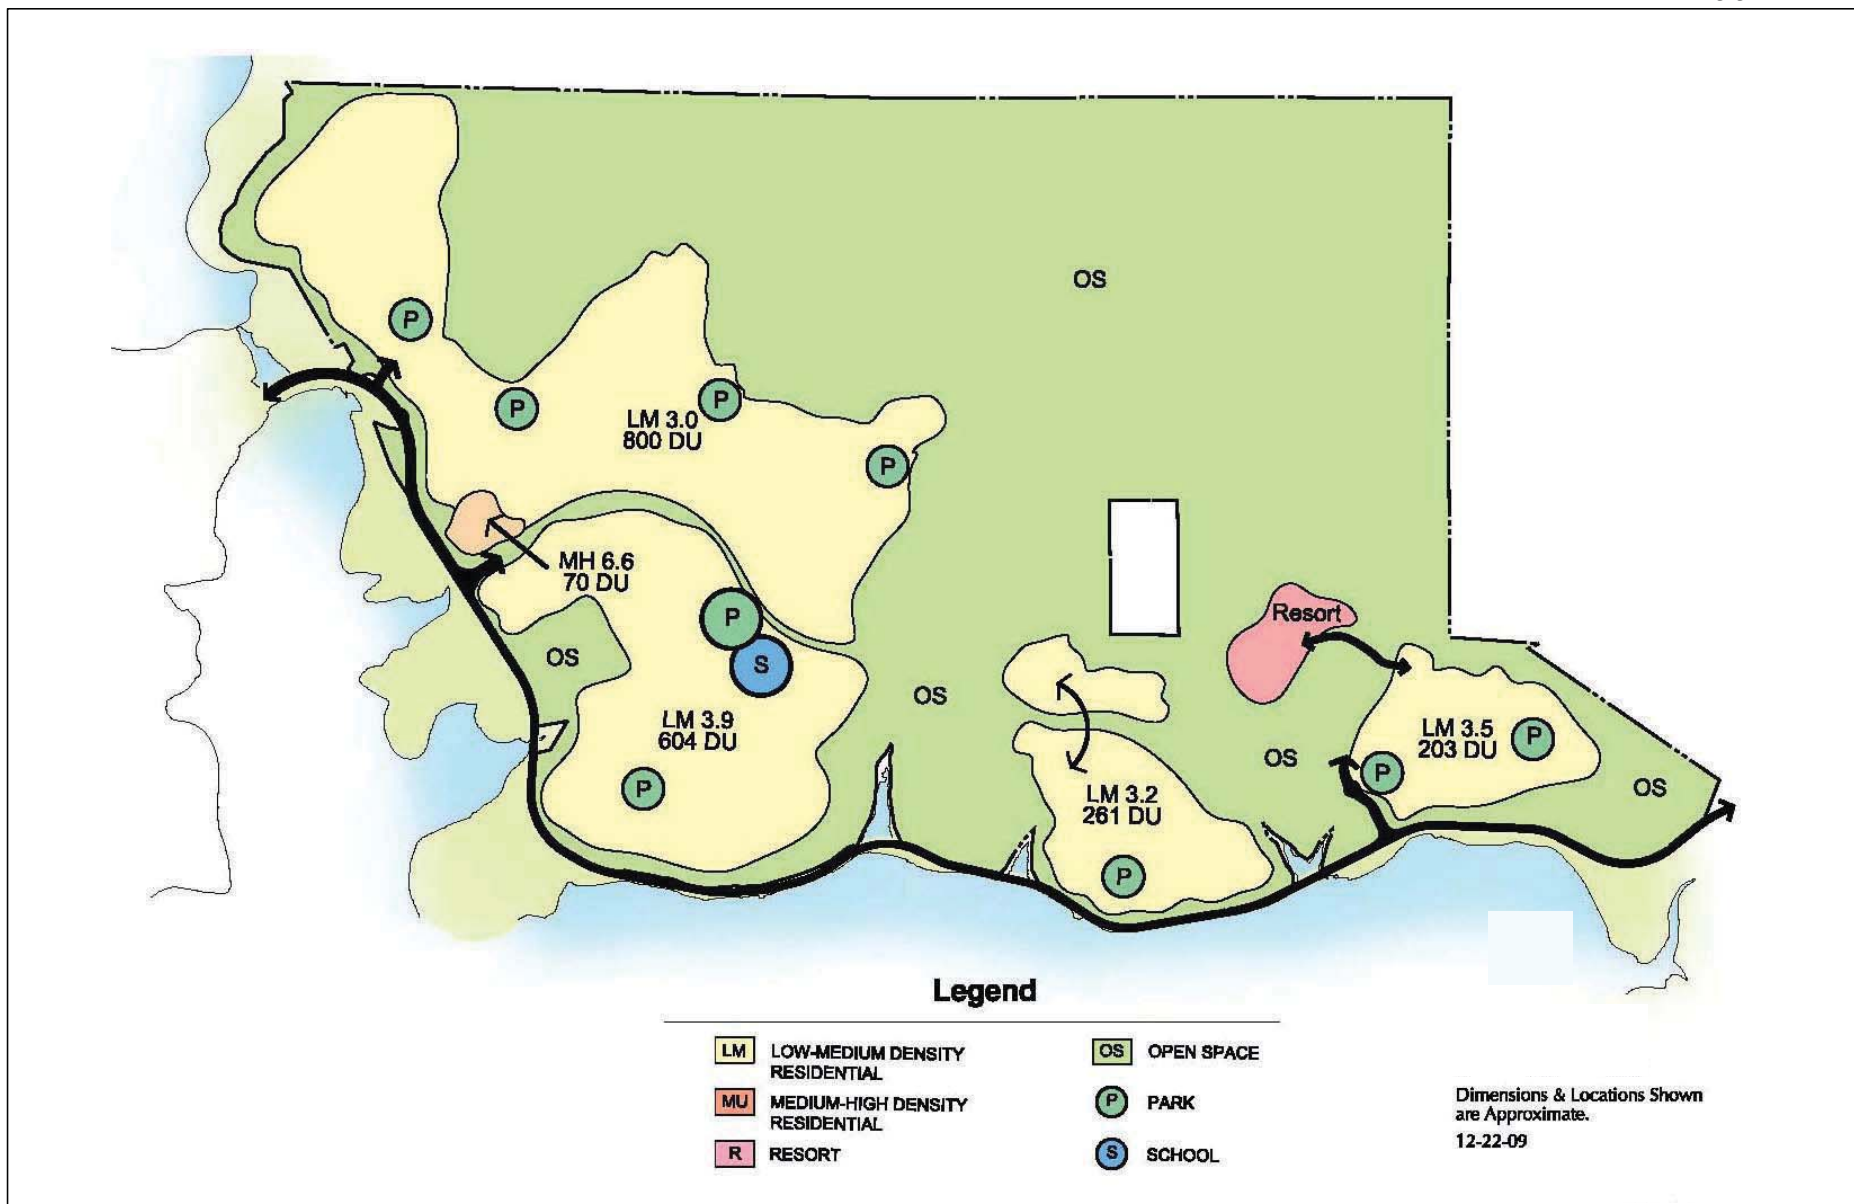 OS
P
P
P
LM 3.0
800 DU
P
MH 6.6
70 DU
P
Resort
OS
S
OS
LM 3.9
604 DU
LM 3.5
203 DU
P
OS
P
OS
P
LM 3.2
261 DU
P
Legend
LM LOW-MEDIUM DENSITY
RESIDENTIAL
MU MEDIUM-HIGH DENSITY
RESIDENTIAL
R RESORT
OS OPEN SPACE
P PARK
S SCHOOL
Dimensions & Locations Shown
are Approximate.
12-22-09